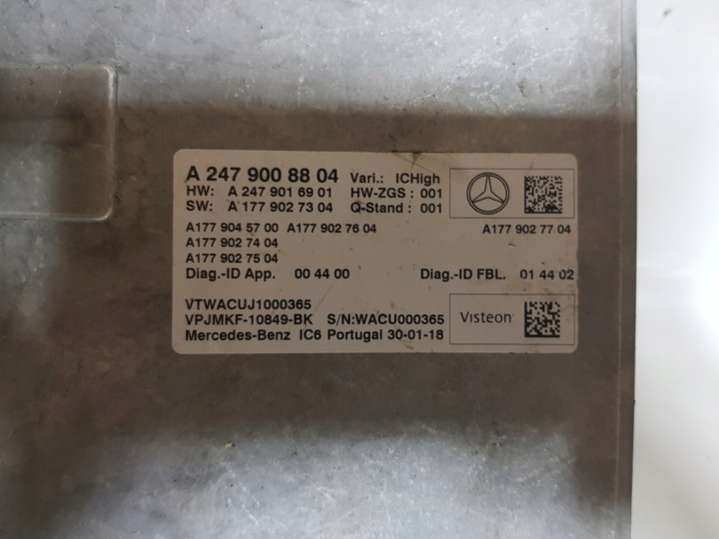 A 247 900 88 04 Vari.: ICHigh
HW: A 247 901 69 01 HW-ZGS : 001
SW: A 177 902 73 04 Q-Stand : 001
A177 904 57 00 A177 902 76 04 A177 902 77 04
A177 902 74 04
A177 902 75 04
Diag.-ID App. 00 44 00 Diag.-ID FBL. 01 44 02
VTWACUJ1000365
VPJMKF-10849-BK S/N:WACU000365 Visteon
Mercedes-Benz IC6 Portugal 30-01-18